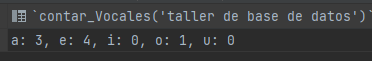 `contar_Vocales('taller de base de datos')`
a: 3, e: 4, i: 0, o: 1, u: 0